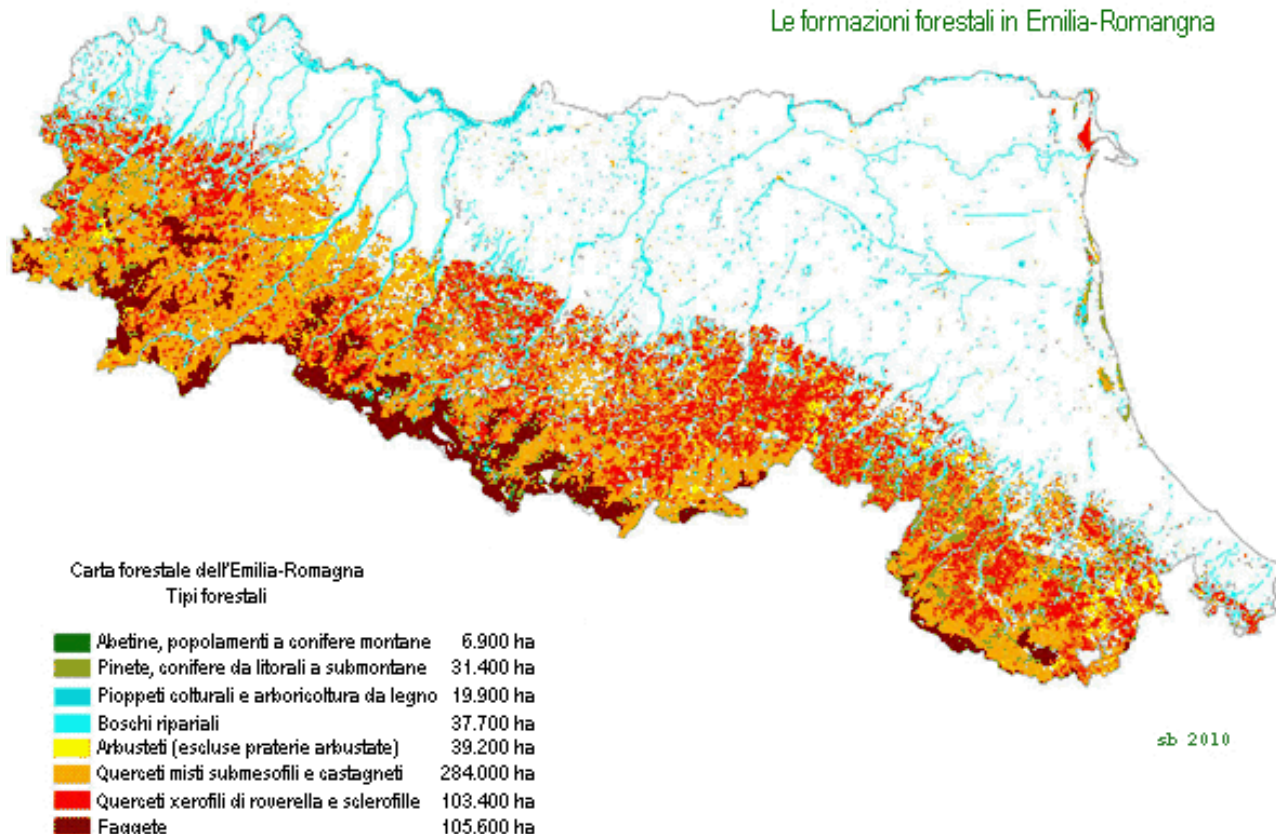 Le formazioni forestali in Emilia-Romangna
Carta forestale dell'Emilia-Romagna
Tipi forestali
Abetine, popolamenti a conifere montane 6.900 ha
Pinete, conifere da litorali a submontane 31.400 ha
Pioppeti colturali e arboricoltura da legno 19.900 ha
Boschi ripariali 37.700 ha
Arbusteti (escluse praterie arbustate) 39.200 ha
Querceti misti submesofili e castagneti 284.000 ha
Querceti xerofili di roverella e sclerofille 103.400 ha
Faggete 105.600 ha
sb 2010